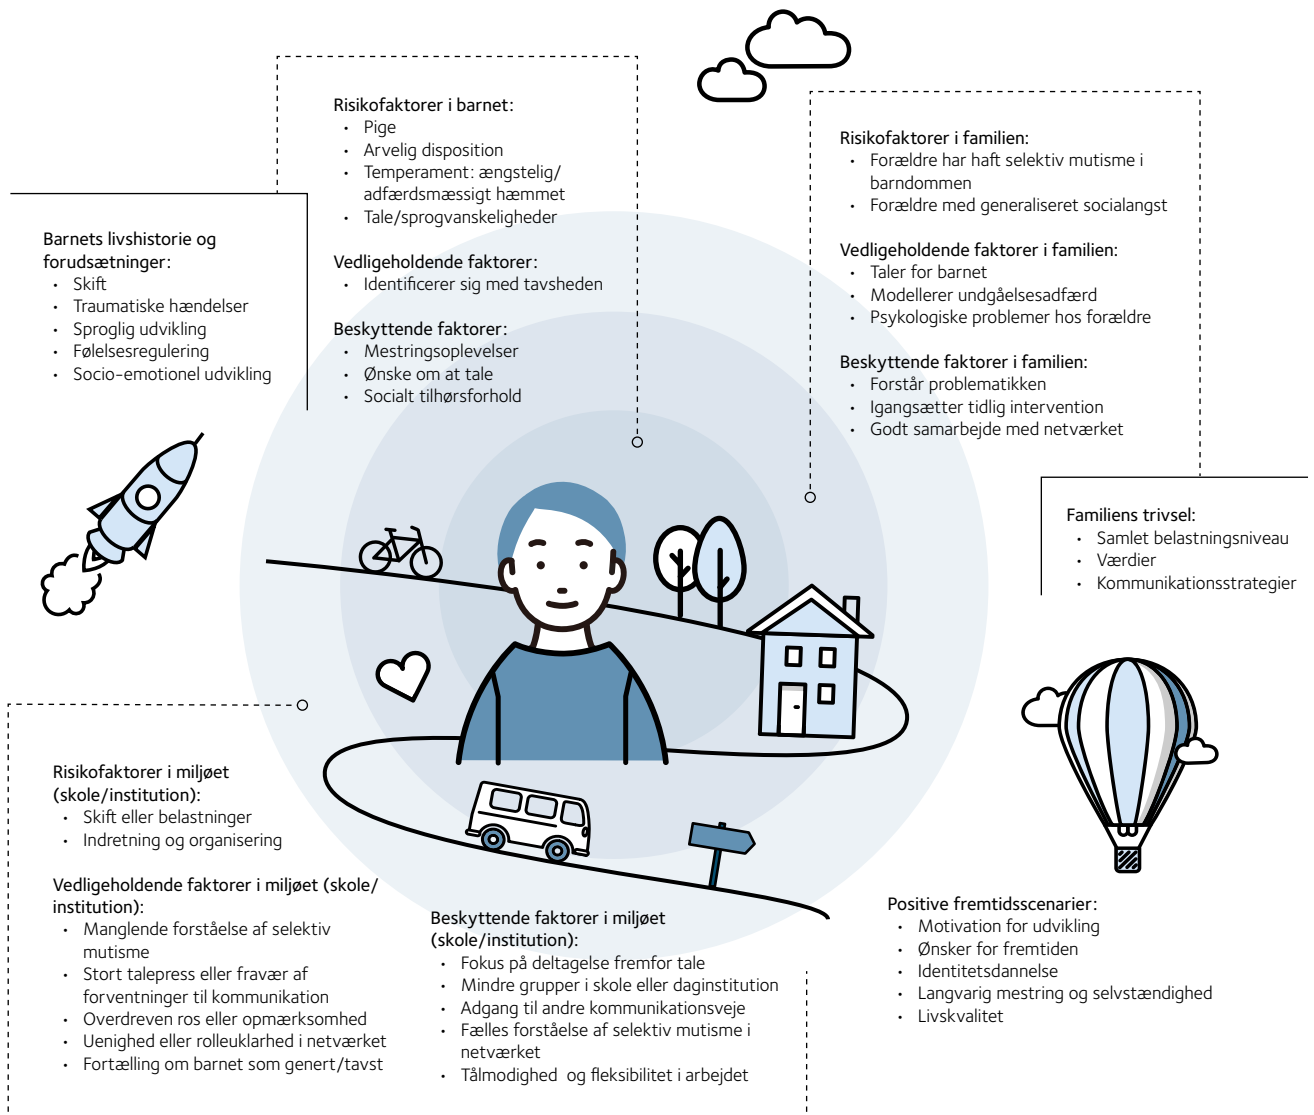 Risikofaktorer i barnet:
• Pige
• Arvelig disposition
• Temperament: ængstelig/
adfærdsmæssigt hæmmet
• Tale/sprogvanskeligheder
Vedligeholdende faktorer:
• Identificerer sig med tavsheden
Beskyttende faktorer:
• Mestringsoplevelser
• Ønske om at tale
• Socialt tilhørsforhold
Risikofaktorer i familien:
• Forældre har haft selektiv mutisme i
barndommen
• Forældre med generaliseret socialangst
Vedligeholdende faktorer i familien:
• Taler for barnet
• Modellerer undgåelsesadfærd
• Psykologiske problemer hos forældre
Beskyttende faktorer i familien:
• Forstår problematikken
• Igangsætter tidlig intervention
• Godt samarbejde med netværket
Barnets livshistorie og
forudsætninger:
• Skift
• Traumatiske hændelser
• Sproglig udvikling
• Følelsesregulering
• Socio-emotionel udvikling
Familiens trivsel:
• Samlet belastningsniveau
• Værdier
• Kommunikationsstrategier
Risikofaktorer i miljøet
(skole/institution):
• Skift eller belastninger
• Indretning og organisering
Vedligeholdende faktorer i miljøet (skole/
institution):
• Manglende forståelse af selektiv
mutisme
• Stort talepress eller fravær af
forventninger til kommunikation
• Overdreven ros eller opmærksomhed
• Uenighed eller rolleuklarhed i netværket
• Fortælling om barnet som genert/tavst
Beskyttende faktorer i miljøet
(skole/institution):
• Fokus på deltagelse fremfor tale
• Mindre grupper i skole eller daginstitution
• Adgang til andre kommunikationsveje
• Fælles forståelse af selektiv mutisme i
netværket
• Tålmodighed og fleksibilitet i arbejdet
Positive fremtidsscenarier:
• Motivation for udvikling
• Ønsker for fremtiden
• Identitetsdannelse
• Langvarig mestring og selvstændighed
• Livskvalitet